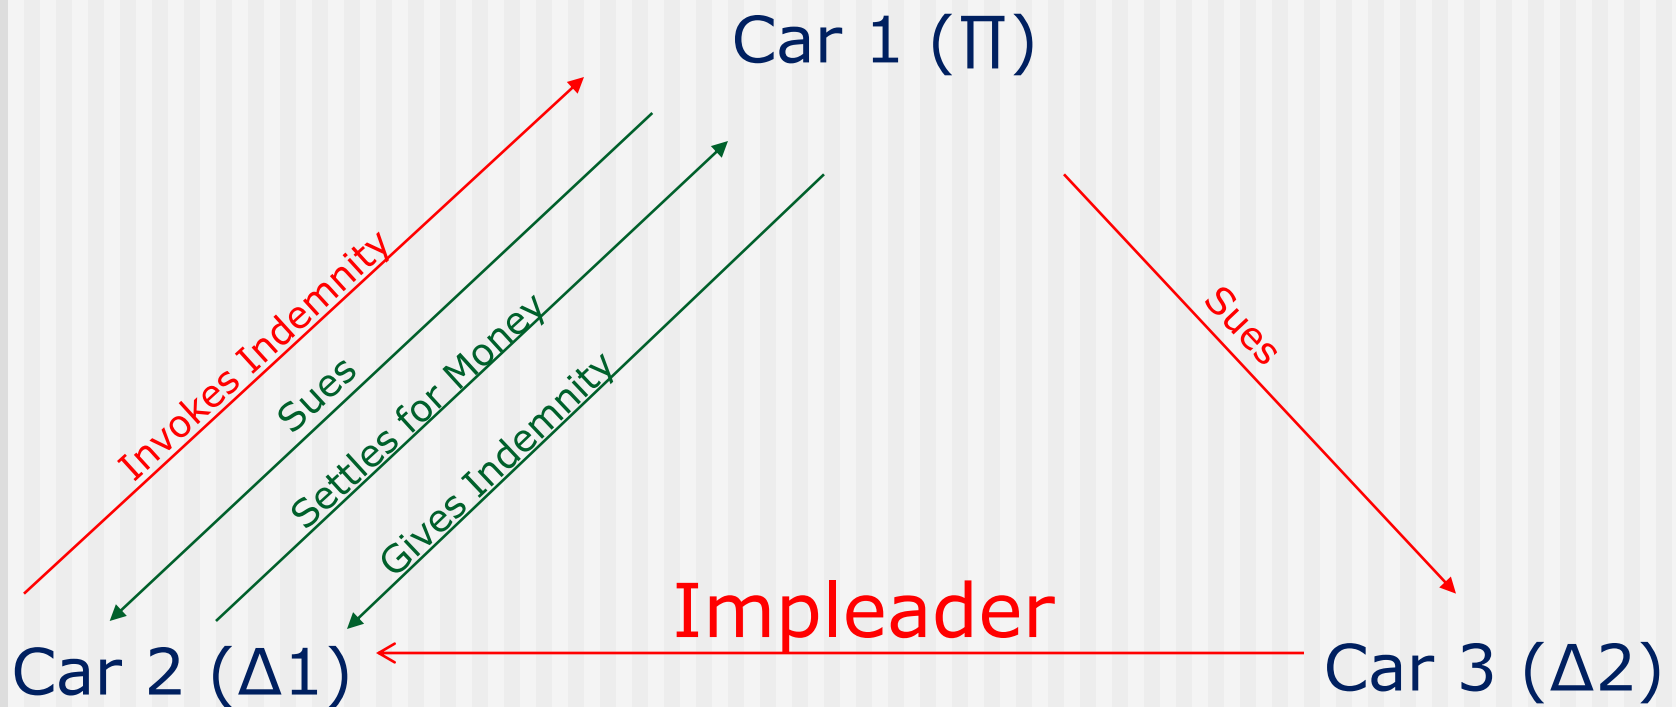 Car 1 (∏)
Invokes Indemnity
Sues
Settles for Money
Gives Indemnity
Sues
Impleader
Car 2 (Δ1)
Car 3 (Δ2)